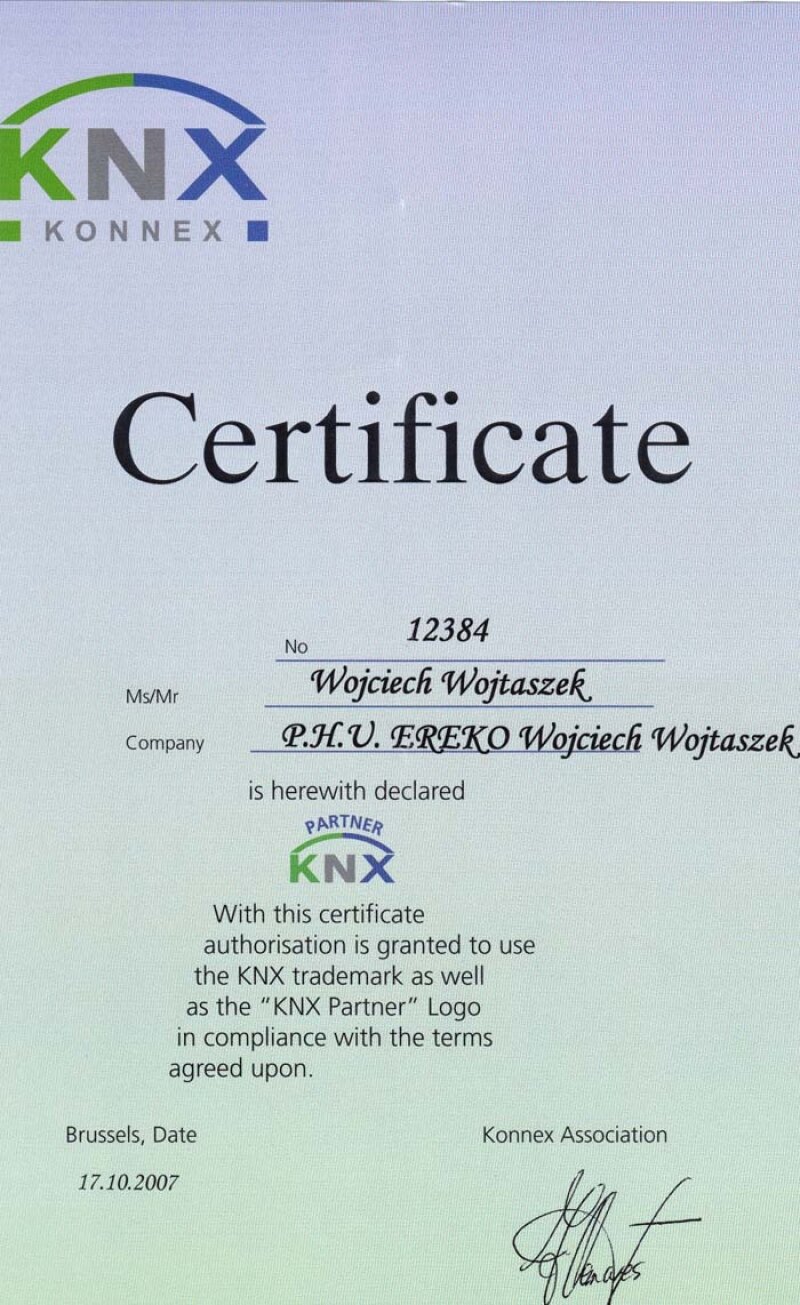 KNX
KONNEX
Certificate
No 12384
Ms/Mr Wojciech Wojtaszek
Company P.H.U. EREKO Wojciech Wojtaszek
is herewith declared
PARTNER
KNX
With this certificate
authorisation is granted to use
the KNX trademark as well
as the “KNX Partner” Logo
in compliance with the terms
agreed upon.
Brussels, Date
Konnex Association
17.10.2007